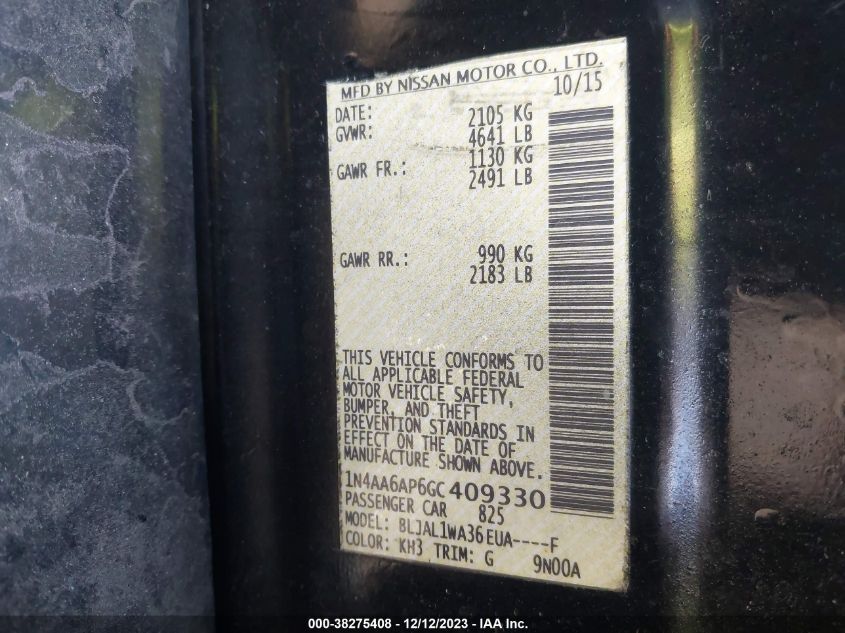 MFD BY NISSAN MOTOR CO., LTD.
10/15
DATE:
GVWR: 2105 KG
4641 LB
GAWR FR.: 1130 KG
2491 LB
GAWR RR.: 990 KG
2183 LB
THIS VEHICLE CONFORMS TO
ALL APPLICABLE FEDERAL
MOTOR VEHICLE SAFETY,
BUMPER, AND THEFT
PREVENTION STANDARDS IN
EFFECT ON THE DATE OF
MANUFACTURE SHOWN ABOVE.
1N4AA6AP6GC409330
PASSENGER CAR 825
MODEL: BLJAL1WA36EUA----F
COLOR: KH3 TRIM: G 9N00A
000-38275408 - 12/12/2023 - IAA Inc.